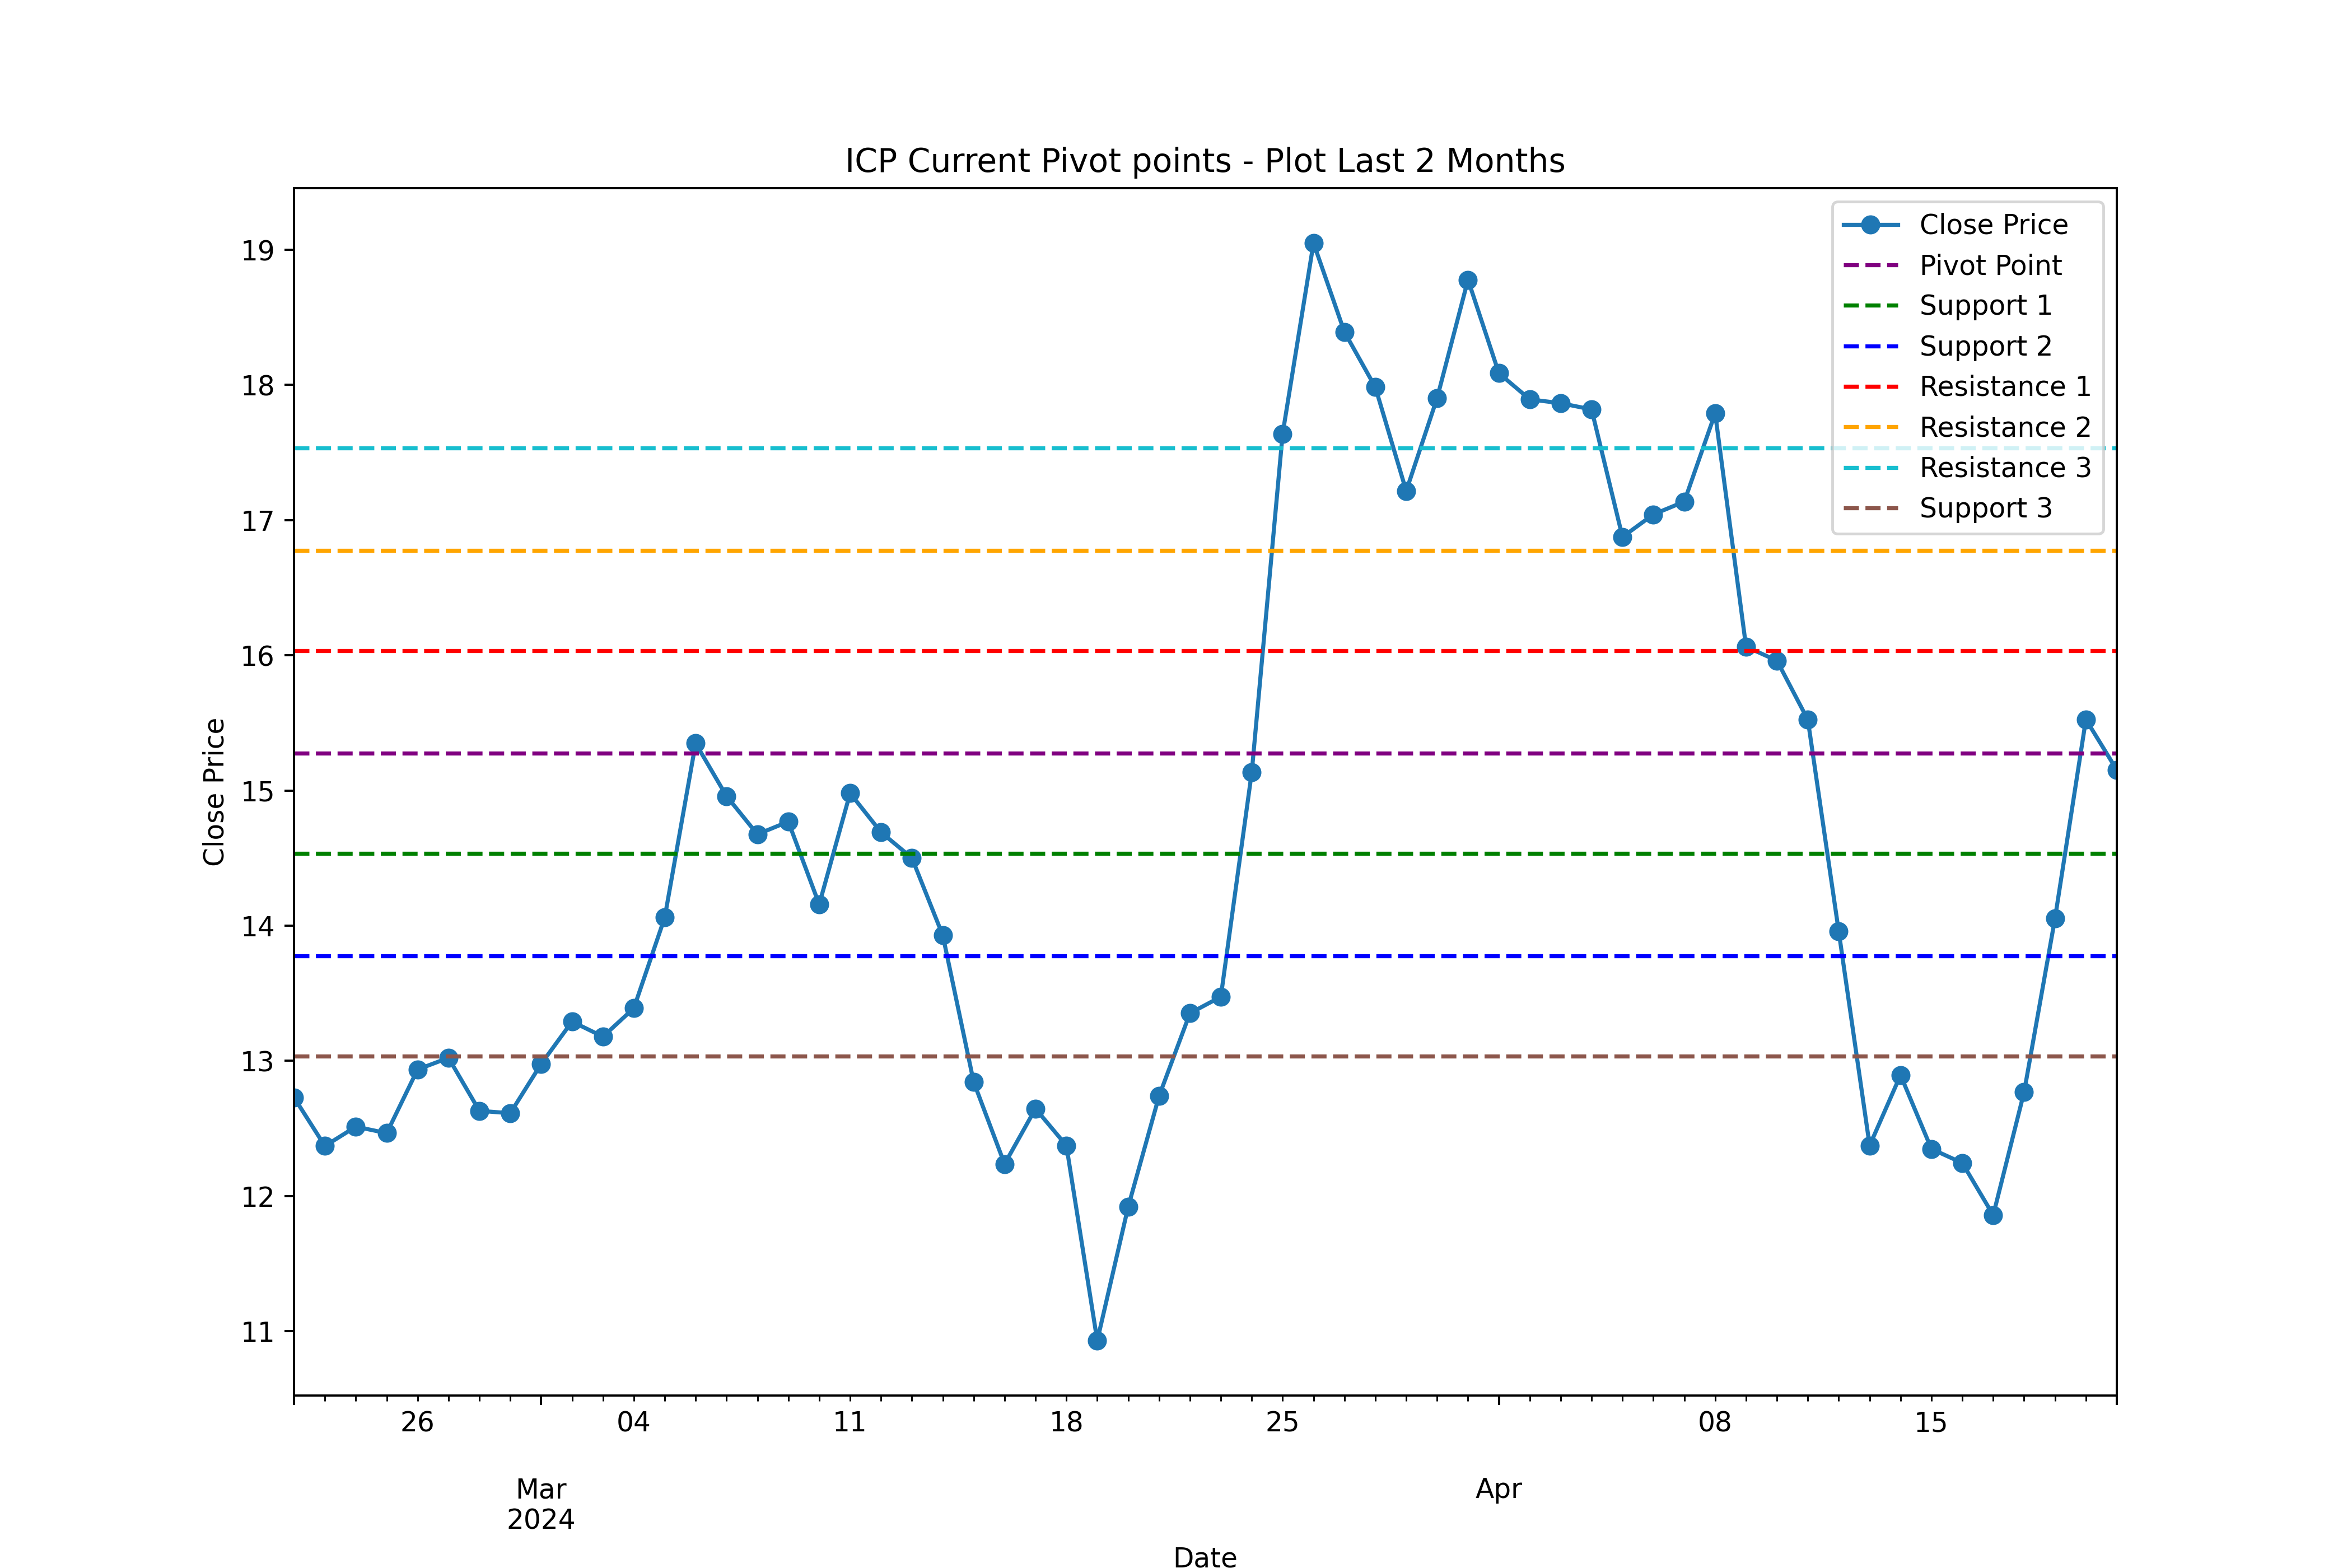 ICP Current Pivot points - Plot Last 2 Months
Close Price
Pivot Point
Support 1
Support 2
Resistance 1
Resistance 2
Resistance 3
Support 3
19
18
17
16
15
14
13
12
11
Close Price
26
04
11
18
25
08
15
Mar
2024
Apr
Date